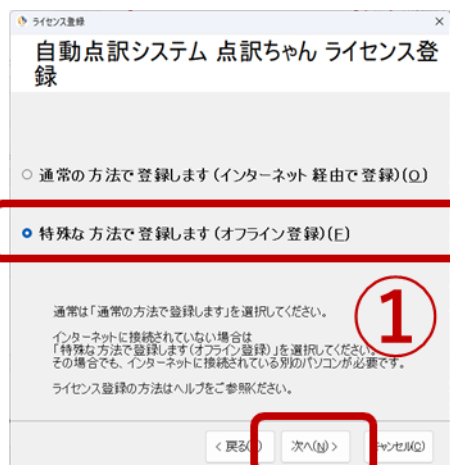 ライセンス登録
自動点訳システム 点訳ちゃん ライセンス登
録
通常の方法で登録します(インターネット 経由で登録)(O)
特殊な方法で登録します(オフライン登録)(F)
①
通常は「通常の方法で登録します」を選択してください。
インターネットに接続されていない場合は
「特殊な方法で登録します(オフライン登録)」を選択してください。
その場合でも、インターネットに接続されている別のパソコンが必要です。
ライセンス登録の方法はヘルプをご参照ください。
< 戻る( 次へ(N) > ャンセル(C)